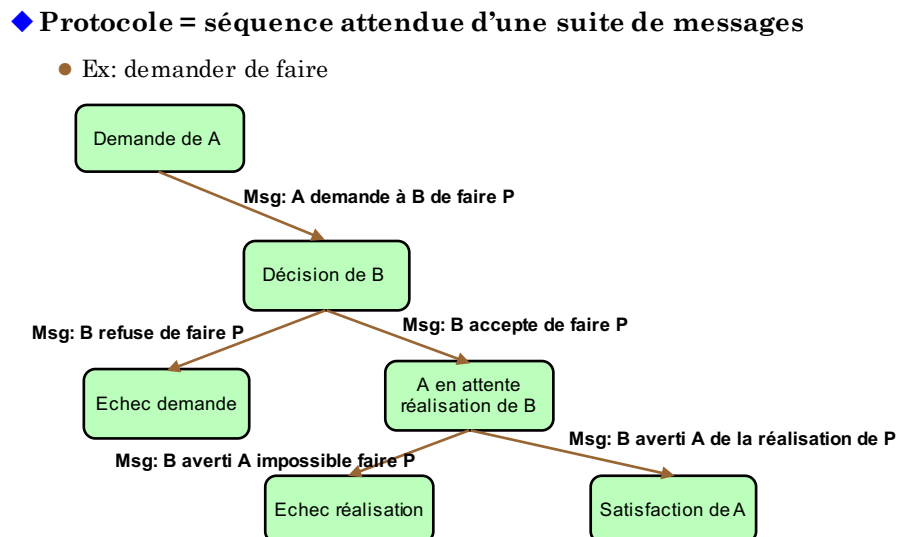 Protocole = séquence attendue d'une suite de messages
Ex: demander de faire
Demande de A
Msg: A demande à B de faire P
Décision de B
Msg: B refuse de faire P
Msg: B accepte de faire P
Echec demande
A en attente
réalisation de B
Msg: B averti A impossible faire P
Msg: B averti A de la réalisation de P
Echec réalisation
Satisfaction de A